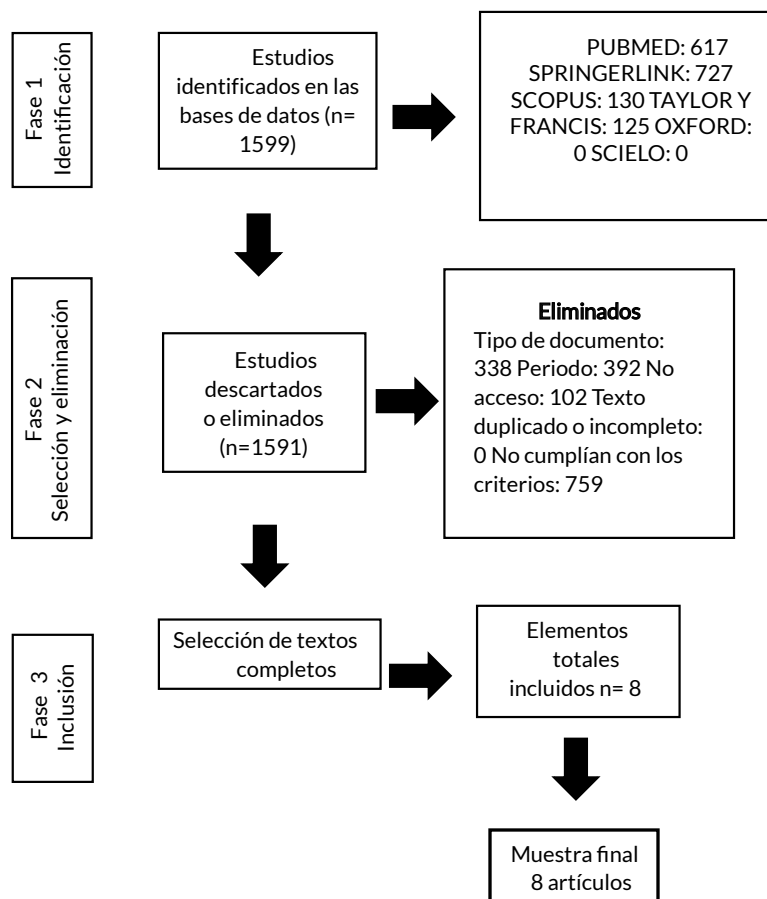 Fase 1
Identificación
Estudios
identificados en las
bases de datos (n=
1599)
PUBMED: 617
SPRINGERLINK: 727
SCOPUS: 130 TAYLOR Y
FRANCIS: 125 OXFORD:
0 SCIELO: 0
Fase 2
Selección y eliminación
Estudios
descartados
o eliminados
(n=1591)
Eliminados
Tipo de documento:
338 Periodo: 392 No
acceso: 102 Texto
duplicado o incompleto:
0 No cumplían con los
criterios: 759
Fase 3
Inclusión
Selección de textos
completos
Elementos
totales
incluidos n= 8
Muestra final
8 artículos